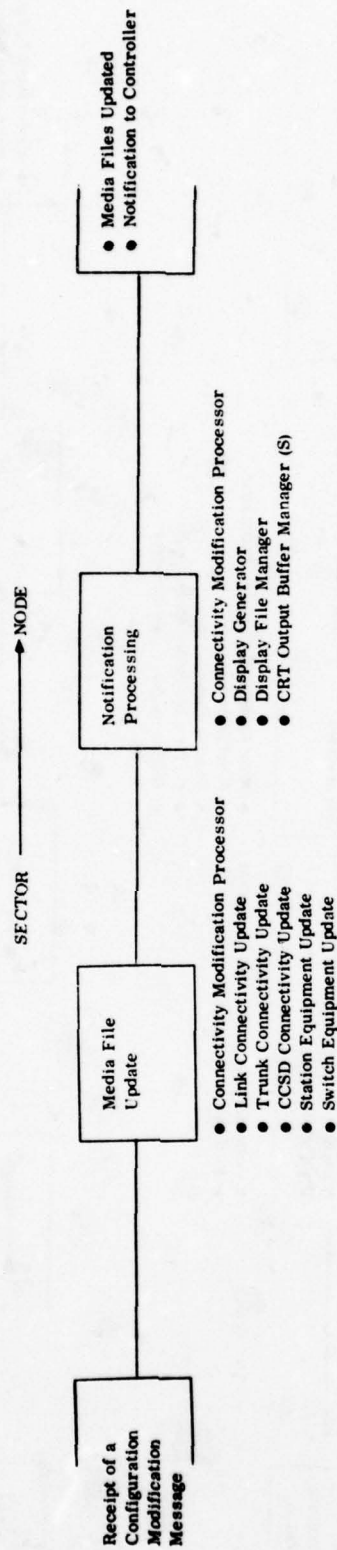 SECTOR NODE
Receipt of a
Configuration
Modification
Message
Media File
Update
● Connectivity Modification Processor
● Link Connectivity Update
● Trunk Connectivity Update
● CCSD Connectivity Update
● Station Equipment Update
● Switch Equipment Update
Notification
Processing
● Connectivity Modification Processor
● Display Generator
● Display File Manager
● CRT Output Buffer Manager (S)
● Media Files Updated
● Notification to Controller